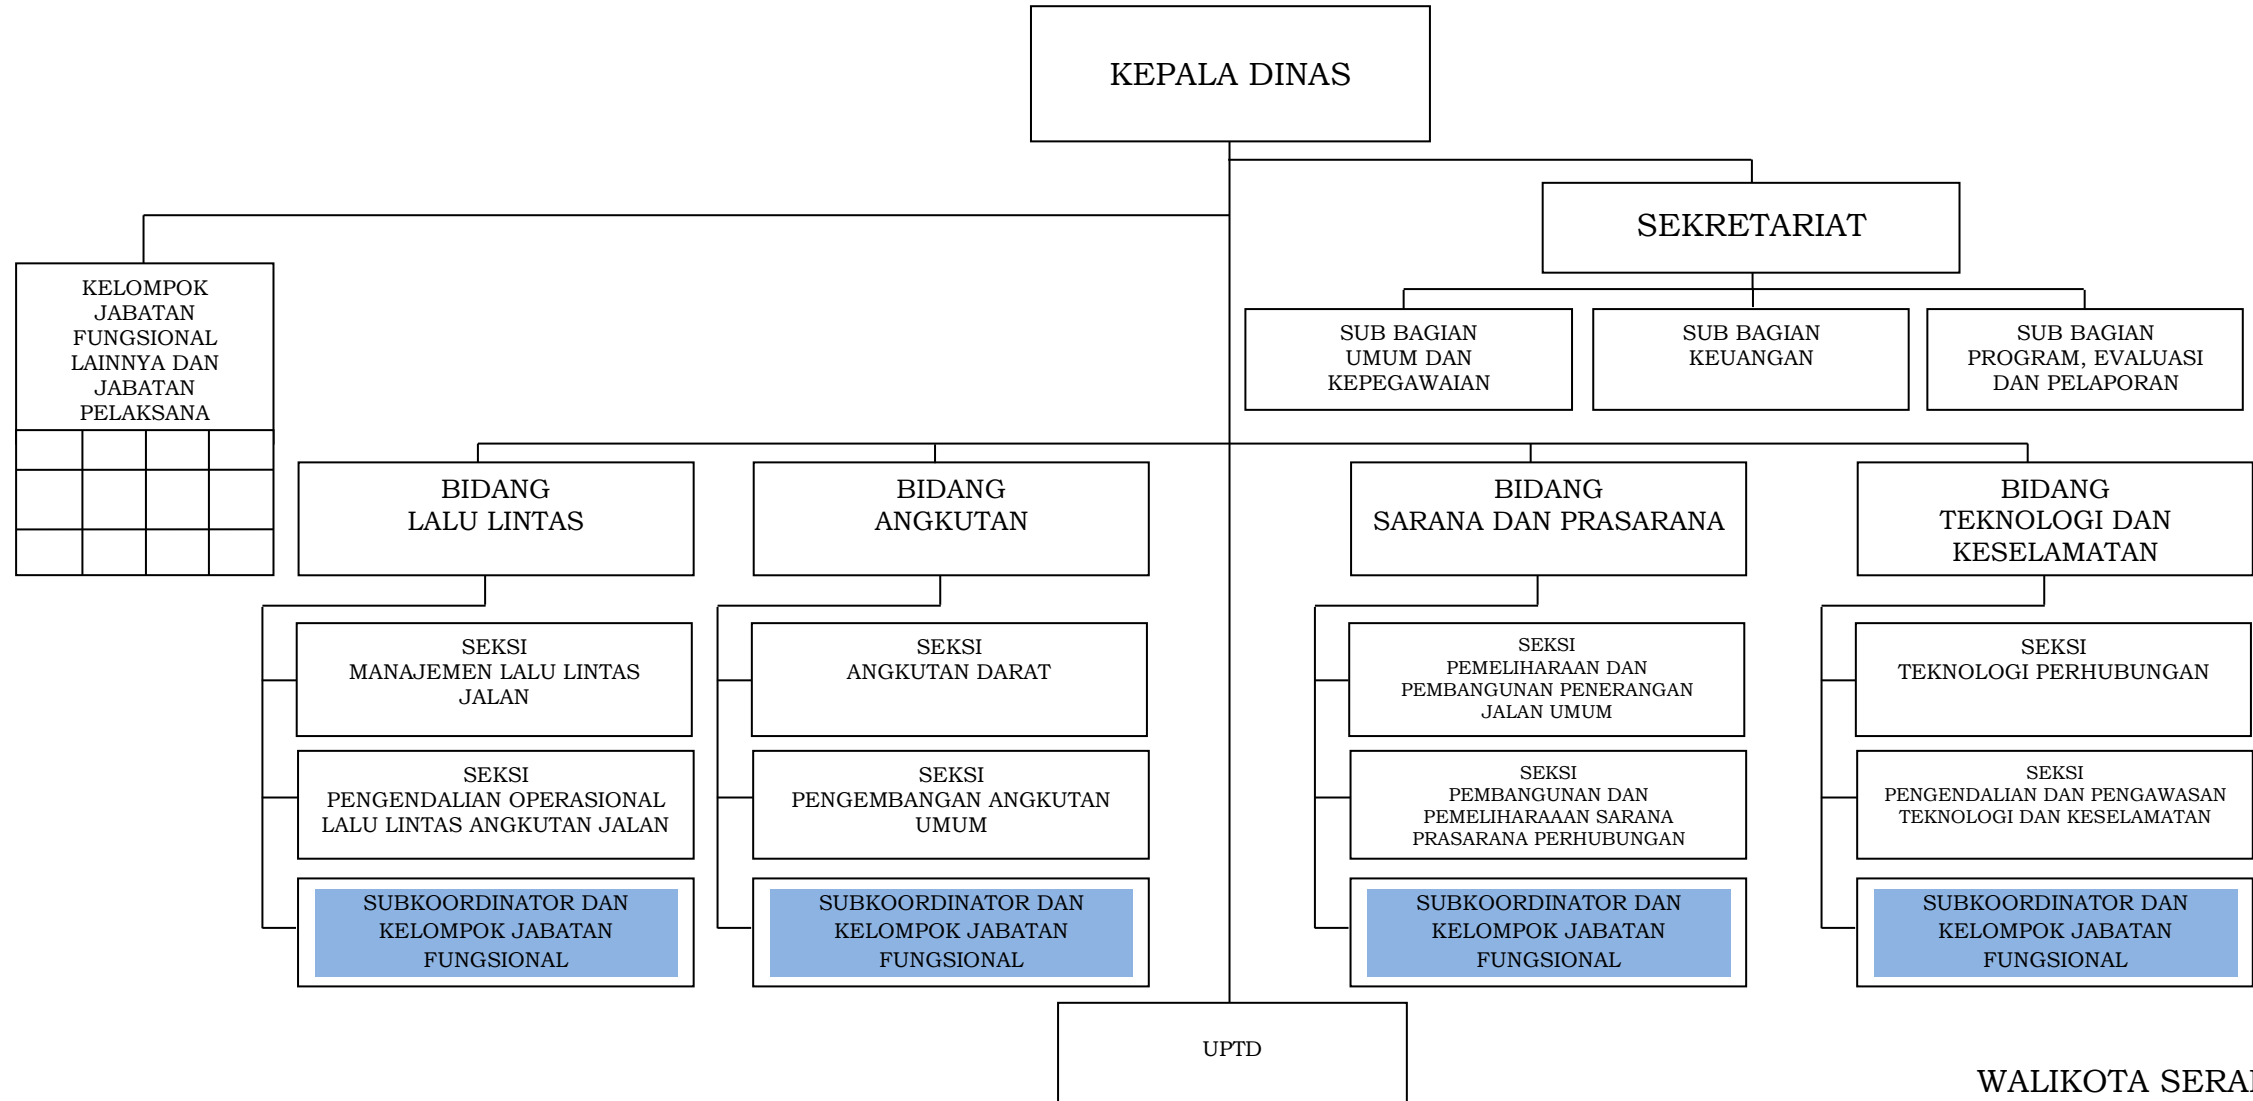 KEPALA DINAS
SEKRETARIAT
KELOMPOK
JABATAN
FUNGSIONAL
LAINNYA DAN
JABATAN
PELAKSANA
SUB BAGIAN
UMUM DAN
KEPEGAWAIAN
SUB BAGIAN
KEUANGAN
SUB BAGIAN
PROGRAM, EVALUASI
DAN PELAPORAN
BIDANG
LALU LINTAS
BIDANG
ANGKUTAN
BIDANG
SARANA DAN PRASARANA
BIDANG
TEKNOLOGI DAN
KESELAMATAN
SEKSI
MANAJEMEN LALU LINTAS
JALAN
SEKSI
ANGKUTAN DARAT
SEKSI
PEMELIHARAAN DAN
PEMBANGUNAN PENERANGAN
JALAN UMUM
SEKSI
TEKNOLOGI PERHUBUNGAN
SEKSI
PENGENDALIAN OPERASIONAL
LALU LINTAS ANGKUTAN JALAN
SEKSI
PENGEMBANGAN ANGKUTAN
UMUM
SEKSI
PEMBANGUNAN DAN
PEMELIHARAAAN SARANA
PRASARANA PERHUBUNGAN
SEKSI
PENGENDALIAN DAN PENGAWASAN
TEKNOLOGI DAN KESELAMATAN
SUBKOORDINATOR DAN
KELOMPOK JABATAN
FUNGSIONAL
SUBKOORDINATOR DAN
KELOMPOK JABATAN
FUNGSIONAL
SUBKOORDINATOR DAN
KELOMPOK JABATAN
FUNGSIONAL
SUBKOORDINATOR DAN
KELOMPOK JABATAN
FUNGSIONAL
UPTD
WALIKOTA